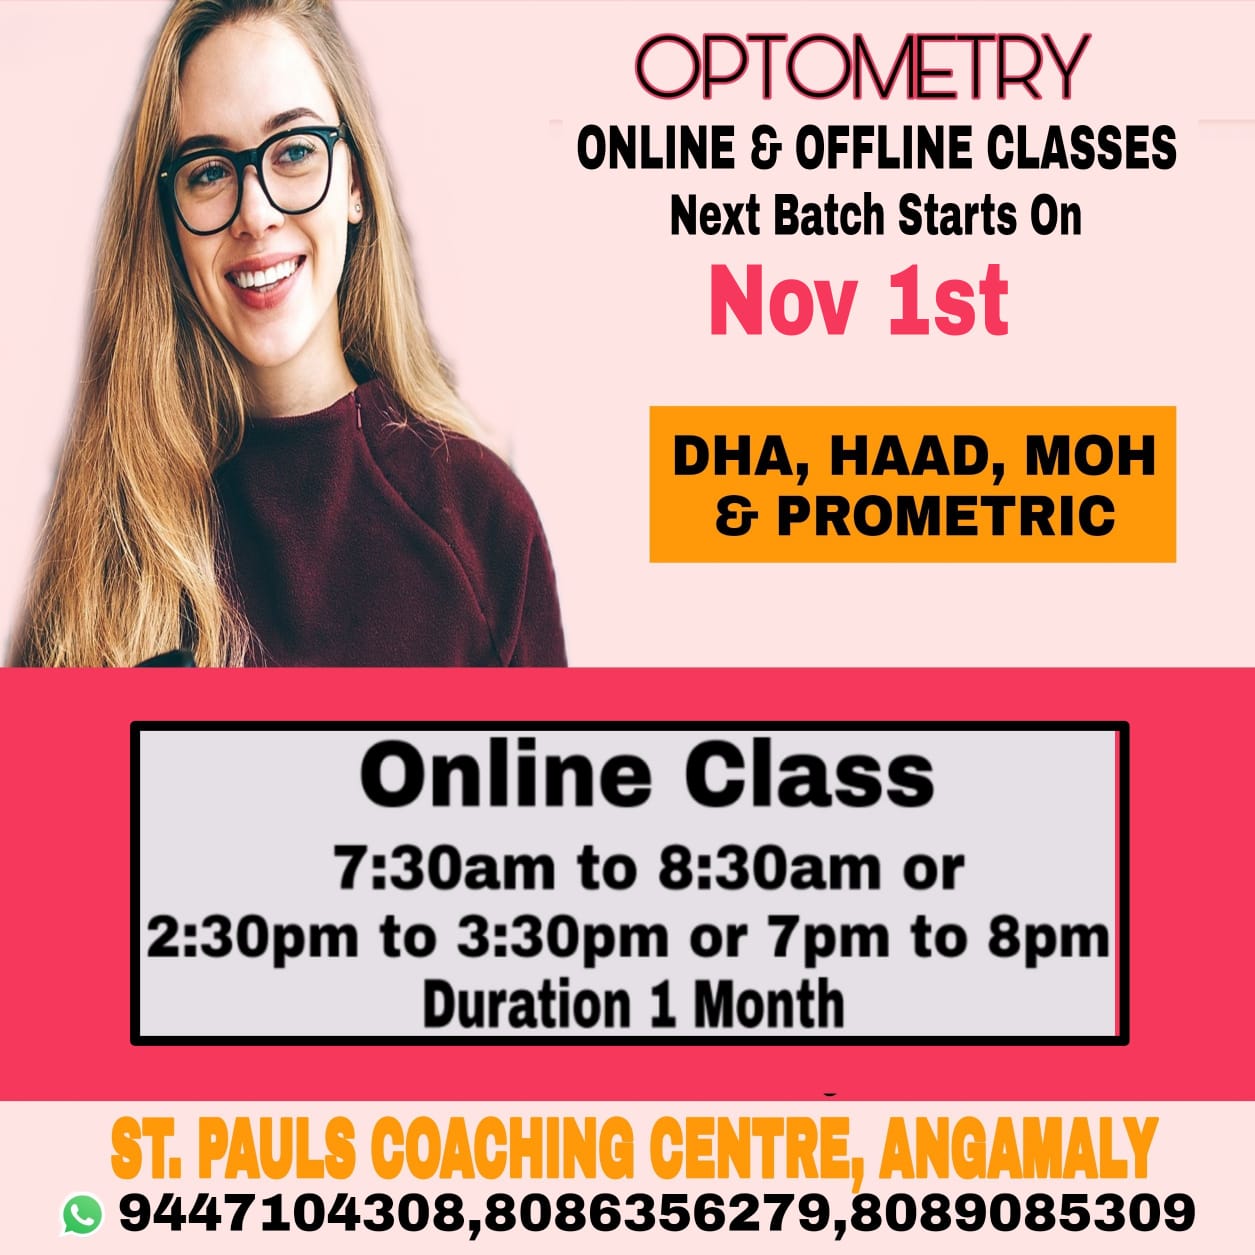 OPTOMETRY
ONLINE & OFFLINE CLASSES
Next Batch Starts On
Nov 1st
DHA, HAAD, MOH
& PROMETRIC
Online Class
7:30am to 8:30am or
2:30pm to 3:30pm or 7pm to 8pm
Duration 1 Month
ST. PAULS COACHING CENTRE, ANGAMALY
9447104308,8086356279,8089085309